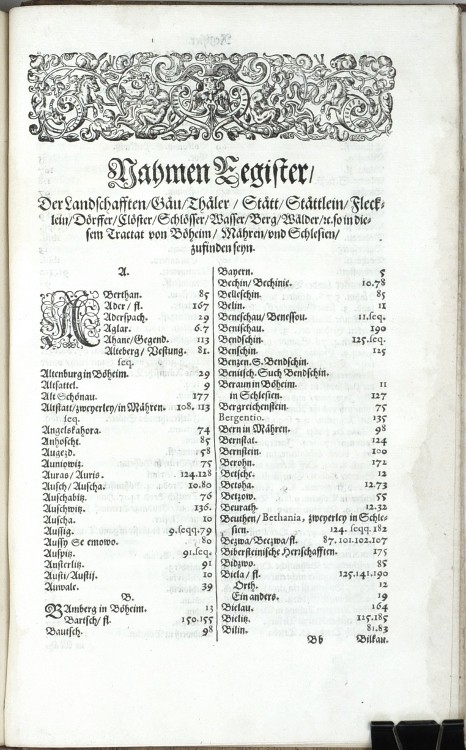 Nahmen Register/
Der Landschafften/Gäu/Thäler/ Stätt/Stättlein/Fleck-
lein/Dörffer/Clöster/Schlösser/Wasser/Berg/Wälder/ꝛc. so in die-
sem Tractat von Böheim/ Mähren/vnd Schlesien/
zufinden seyn.
A.
ABerthan. 85
Ader/ fl. 167
Aderspach. 29
Aglar. 6.7
Ahane/Gegend. 113
Aiteberg/ Vestung. 81.
seq.
Altenburg in Böheim. 29
Altsattel. 9
Alt Schönau. 177
Altstatt/zweyerley/in Mähren. 108. 113
seq.
Angelskahora. 74
Anhoscht. 85
Augezd. 58
Auniowitz. 75
Auras/ Auris. 124.128
Ausch/Auscha. 10.80
Auschabitz. 76
Auschwitz. 136.
Auscha. 10
Aussig. 9.seqq.79
Aussy Se emowo. 80
Auspitz. 91.seq.
Austerlitz. 91
Austi/Austij. 10
Auwale. 39
B.
BAmberg in Böheim. 13
Bartsch/ fl. 150.155
Bautsch. 98
Bayern. 5
Bechin/ Bechinie. 10.78
Belleschin. 85
Belin. 11
Beneschau/ Benessou. 11.seq.
Benischau. 190
Bendschin. 125.seq.
Benschin. 125
Benzen. S. Bendschin.
Benitsch. Such Bendschin.
Beraun in Böheim. 11
in Schlesien. 127
Bergreichenstein. 75
Bergentio. 135
Bern in Mähren. 98
Bernstat. 124
Bernstein. 100
Berohn. 172
Betsche. 12
Betsha. 12.73
Betzow. 55
Beurath. 12.32
Beuthen/ Bethania, zweyerley in Schle-
sien. 124. seqq.182
Bezwa/Beczwa/fl. 87.101.102.107
Bibersteinische Herschafften. 175
Bidzwo. 85
Biela/ fl. 125.141.190
Orth. 12
Ein anders. 19
Bielau. 164
Bielitz. 125.185
Bilin. 81.83
Bb Bilkau.